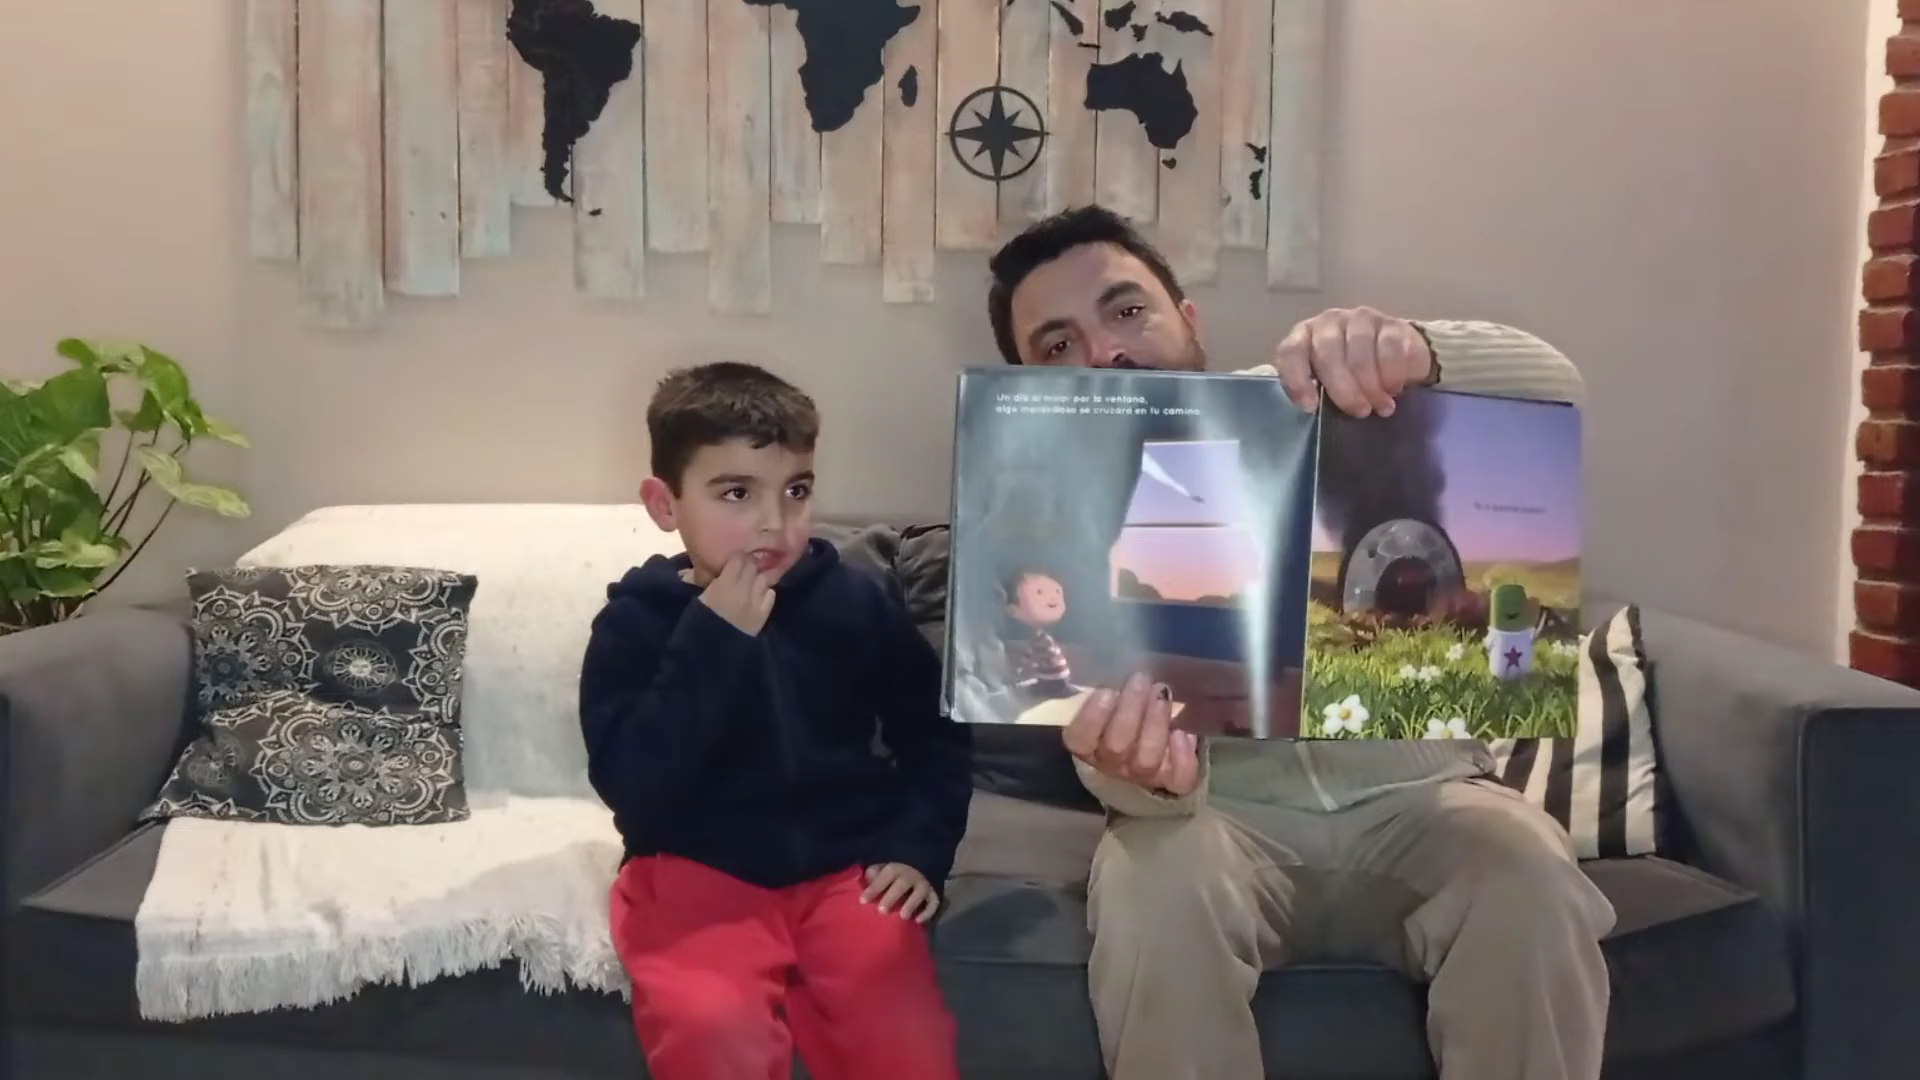 Un día al mirar por la ventana,
algo maravilloso se cruzará en tu camino.